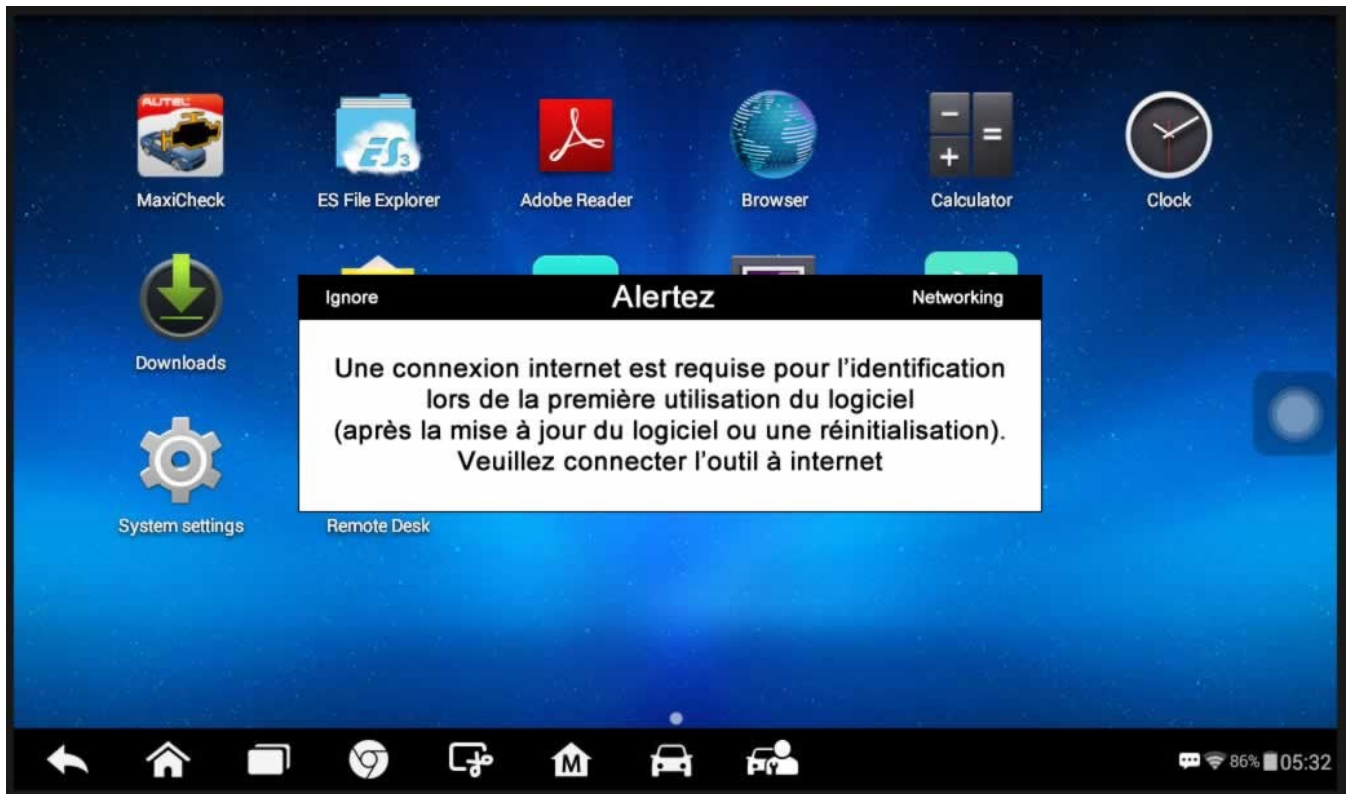 AUTEL
MaxiCheck
ES3
ES File Explorer
Adobe Reader
Browser
Calculator
Clock
Downloads
Ignore
Alertez
Networking
Une connexion internet est requise pour l'identification
lors de la première utilisation du logiciel
(après la mise à jour du logiciel ou une réinitialisation).
Veuillez connecter l'outil à internet
System settings
Remote Desk
M
86%
05:32